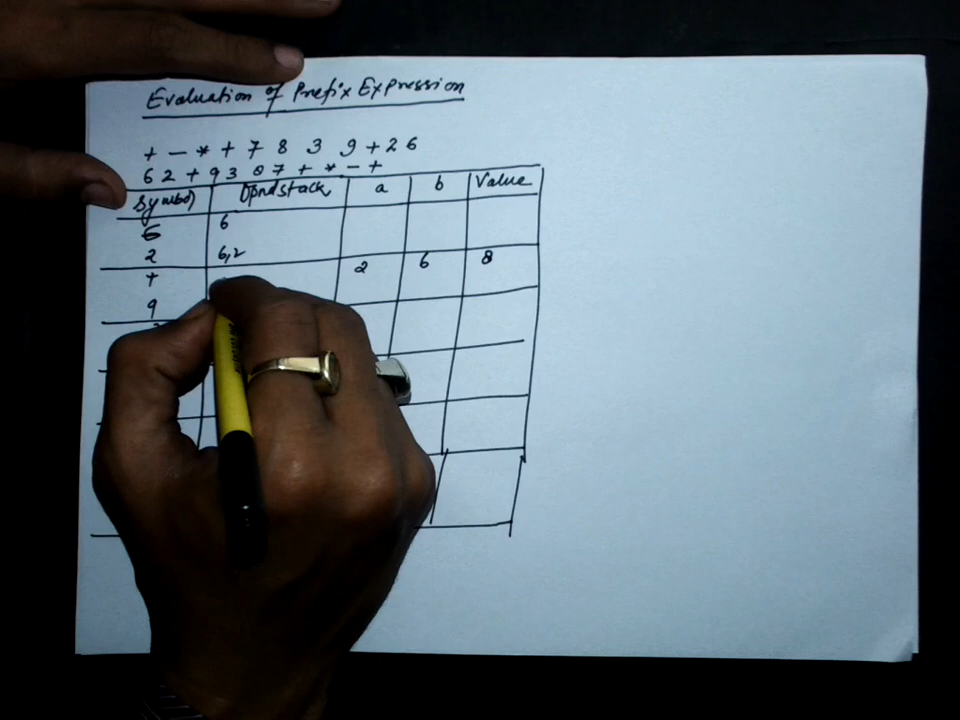 Evaluation of Prefix Expression
+ - * + 7 8 3 9 + 2 6
6 2 + 9 3 8 7 + * - +
Symbol Opndstack a b Value
6 6
2 6,2
+ 2 6 8
9